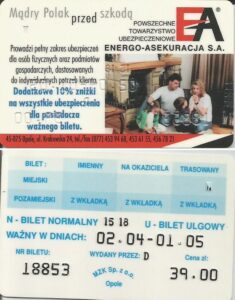 Mądry Polak przed szkodą
EA
POWSZECHNE
TOWARZYSTWO
UBEZPIECZENIOWE
ENERGO-ASEKURACJA S.A.
Prowadzi pełny zakres ubezpieczeń
dla osób fizycznych oraz podmiotów
gospodarczych, dostosowanych
do indywidualnych potrzeb klienta.
Dodatkowe 10% zniżki
na wszystkie ubezpieczenia
dla posiadacza
ważnego biletu.
45-075 Opole, ul. Krakowska 24, tel./fax (077) 453 94 68, 453 61 55, 456 78 21
BILET: IMIENNY NA OKAZICIELA TRASOWANY
MIEJSKI
POZAMIEJSKI Z WKŁADKĄ Z WKŁADKĄ Z WKŁADKĄ
N - BILET NORMALNY 15 18 U - BILET ULGOWY
WAŻNY W DNIACH: 02.04-01.05
NR BILETU: wydany przez: D Cena zł:
18853 MZK Sp. z o.o. 39.00
Opole